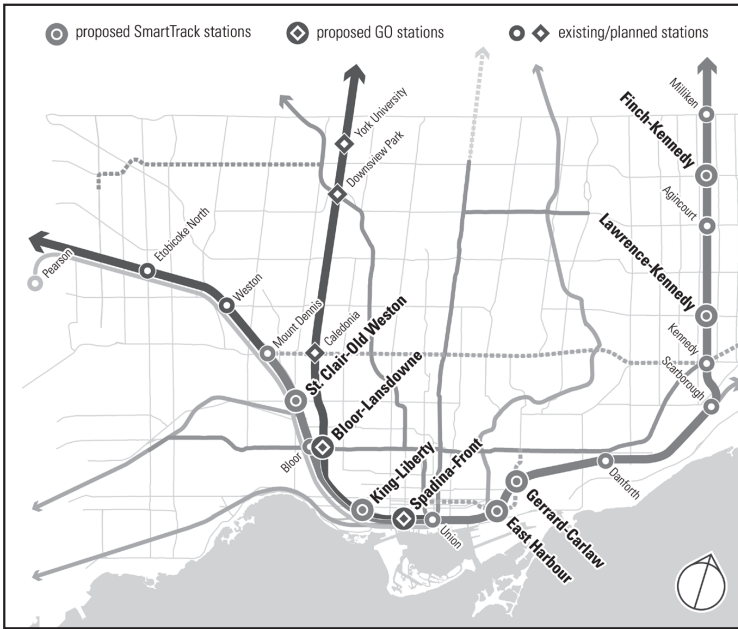 proposed SmartTrack stations
proposed GO stations
existing/planned stations
York University
Downsview Park
Milliken
Finch-Kennedy
Agincourt
Lawrence-Kennedy
Kennedy
Scarborough
Pearson
Etobicoke North
Weston
Mount Dennis
Caledonia
St. Clair-Old Weston
Bloor-Lansdowne
Bloor
King-Liberty
Spadina-Front
Union
East Harbour
Gerrard-Carlaw
Danforth